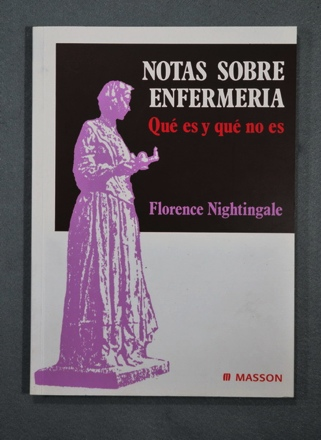 NOTAS SOBRE
ENFERMERIA
Qué es y qué no es
Florence Nightingale
MASSON